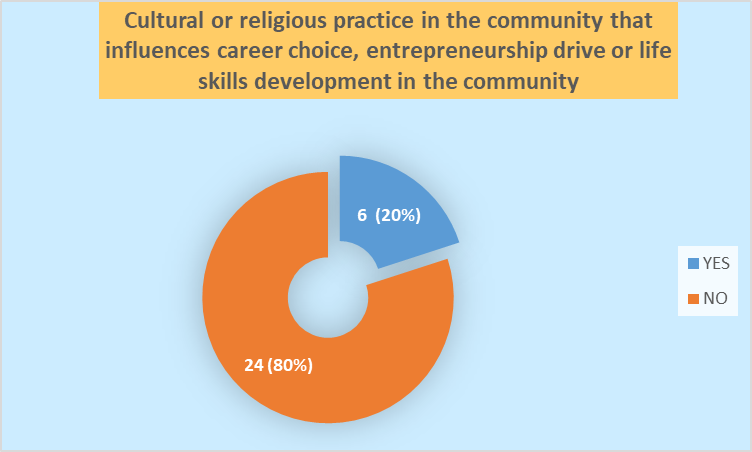 Cultural or religious practice in the community that
influences career choice, entrepreneurship drive or life
skills development in the community
6 (20%)
YES
NO
24 (80%)